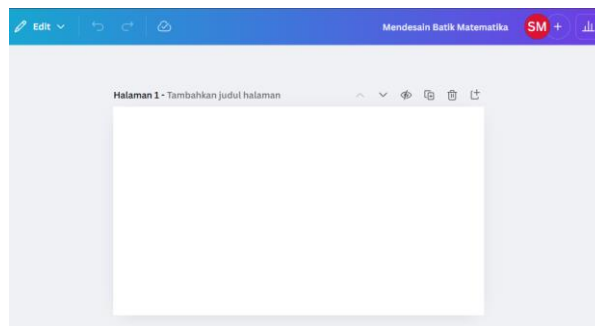 Edit
Mendesain Batik Matematika
SM
+
Halaman 1 - Tambahkan judul halaman